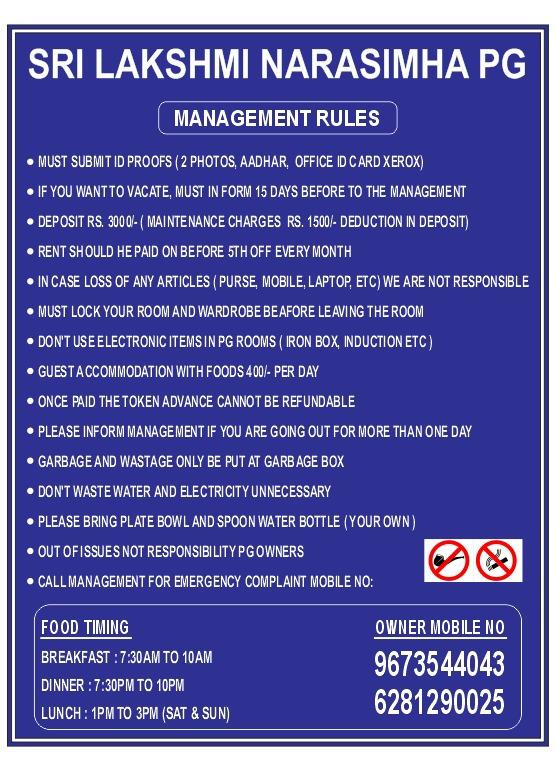 SRI LAKSHMI NARASIMHA PG
MANAGEMENT RULES
• MUST SUBMIT ID PROOFS ( 2 PHOTOS, AADHAR, OFFICE ID CARD XEROX)
• IF YOU WANT TO VACATE, MUST IN FORM 15 DAYS BEFORE TO THE MANAGEMENT
• DEPOSIT RS. 3000/- ( MAINTENANCE CHARGES RS. 1500/- DEDUCTION IN DEPOSIT)
• RENT SHOULD HE PAID ON BEFORE 5TH OFF EVERY MONTH
• IN CASE LOSS OF ANY ARTICLES ( PURSE, MOBILE, LAPTOP, ETC) WE ARE NOT RESPONSIBLE
• MUST LOCK YOUR ROOM AND WARDROBE BEAFORE LEAVING THE ROOM
• DON'T USE ELECTRONIC ITEMS IN PG ROOMS ( IRON BOX, INDUCTION ETC )
• GUEST ACCOMMODATION WITH FOODS 400/- PER DAY
• ONCE PAID THE TOKEN ADVANCE CANNOT BE REFUNDABLE
• PLEASE INFORM MANAGEMENT IF YOU ARE GOING OUT FOR MORE THAN ONE DAY
• GARBAGE AND WASTAGE ONLY BE PUT AT GARBAGE BOX
• DON'T WASTE WATER AND ELECTRICITY UNNECESSARY
• PLEASE BRING PLATE BOWL AND SPOON WATER BOTTLE ( YOUR OWN )
• OUT OF ISSUES NOT RESPONSIBILITY PG OWNERS
• CALL MANAGEMENT FOR EMERGENCY COMPLAINT MOBILE NO:
FOOD TIMING
BREAKFAST : 7:30AM TO 10AM
DINNER : 7:30PM TO 10PM
LUNCH : 1PM TO 3PM (SAT & SUN)
OWNER MOBILE NO
9673544043
6281290025